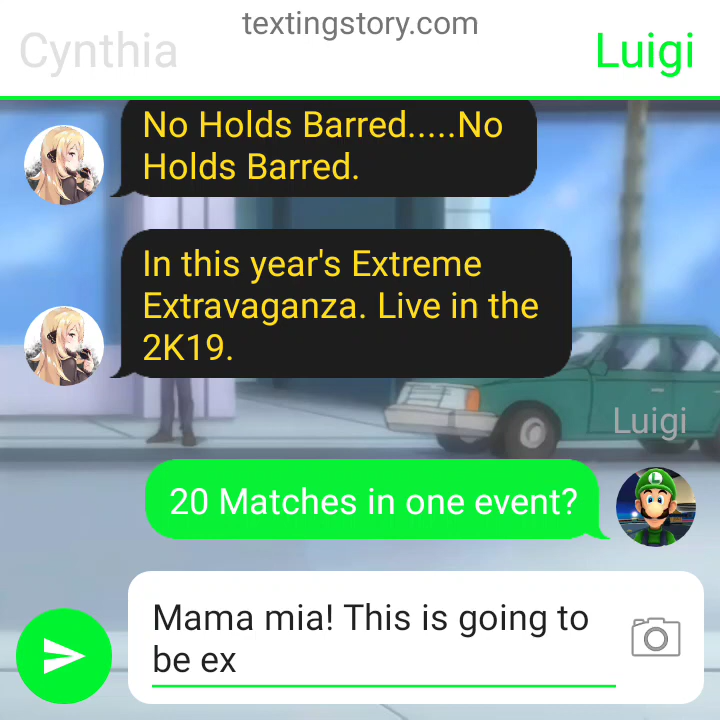 textingstory.com
Cynthia
Luigi
No Holds Barred.....No
Holds Barred.
In this year's Extreme
Extravaganza. Live in the
2K19.
Luigi
20 Matches in one event?
Mama mia! This is going to
be ex